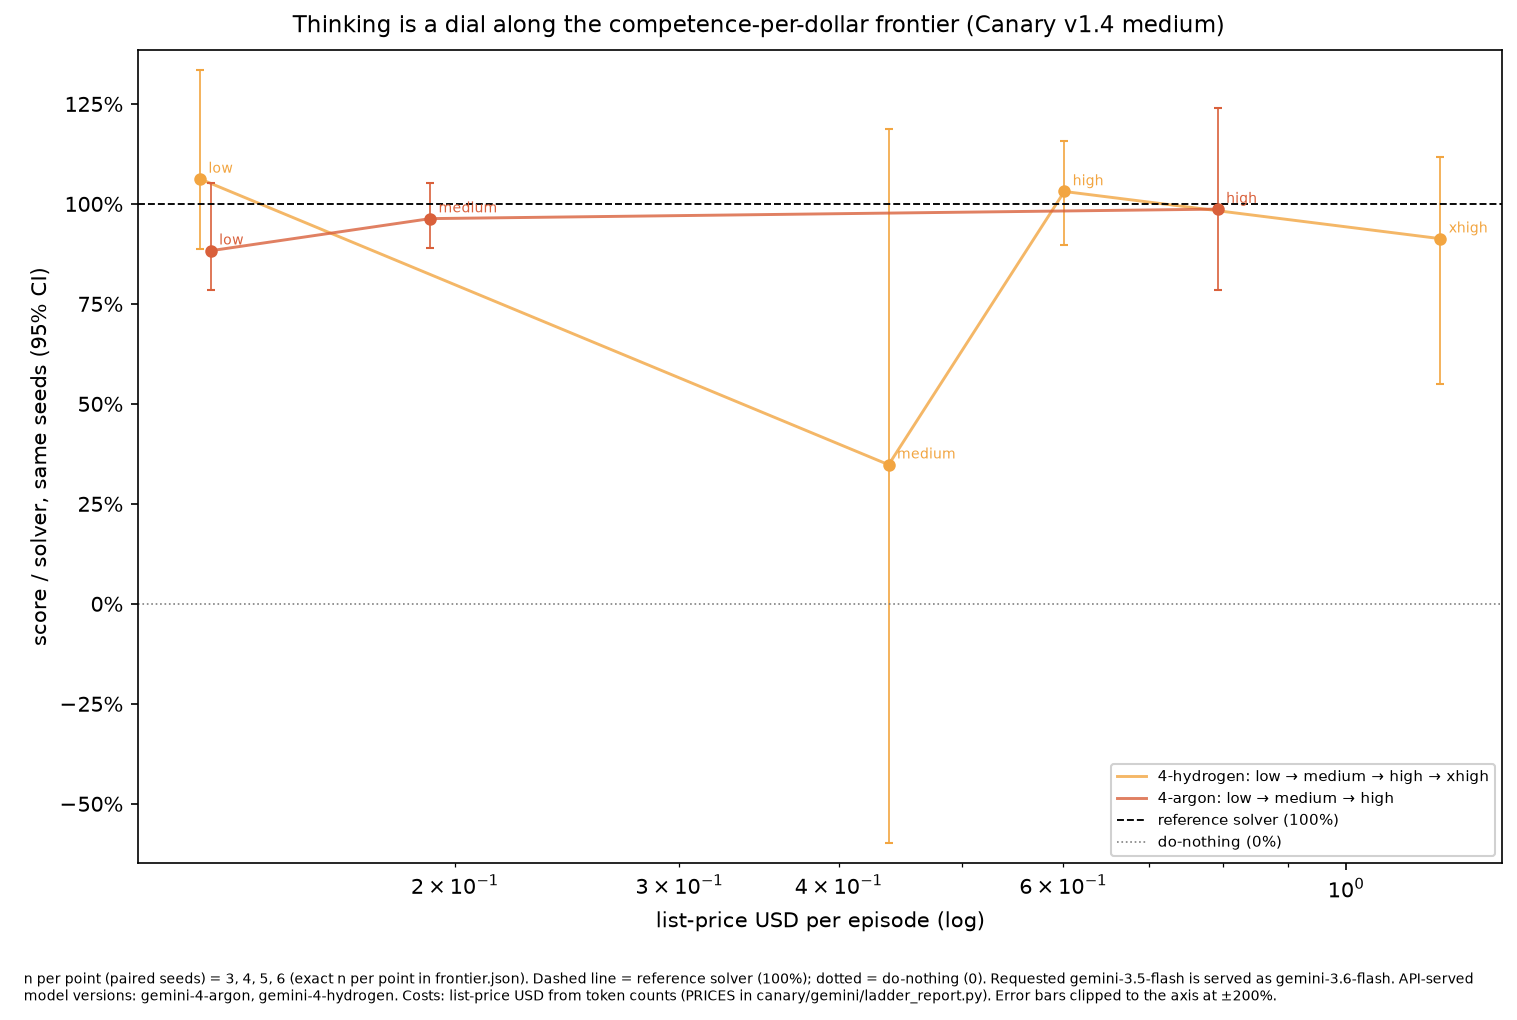 Thinking is a dial along the competence-per-dollar frontier (Canary v1.4 medium)
score / solver, same seeds (95% CI)
125%
100%
75%
50%
25%
0%
−25%
−50%
low
low
medium
medium
high
high
xhigh
4-hydrogen: low → medium → high → xhigh
4-argon: low → medium → high
reference solver (100%)
do-nothing (0%)
2 × 10⁻¹
3 × 10⁻¹
4 × 10⁻¹
6 × 10⁻¹
10⁰
list-price USD per episode (log)
n per point (paired seeds) = 3, 4, 5, 6 (exact n per point in frontier.json). Dashed line = reference solver (100%); dotted = do-nothing (0). Requested gemini-3.5-flash is served as gemini-3.6-flash. API-served
model versions: gemini-4-argon, gemini-4-hydrogen. Costs: list-price USD from token counts (PRICES in canary/gemini/ladder_report.py). Error bars clipped to the axis at ±200%.